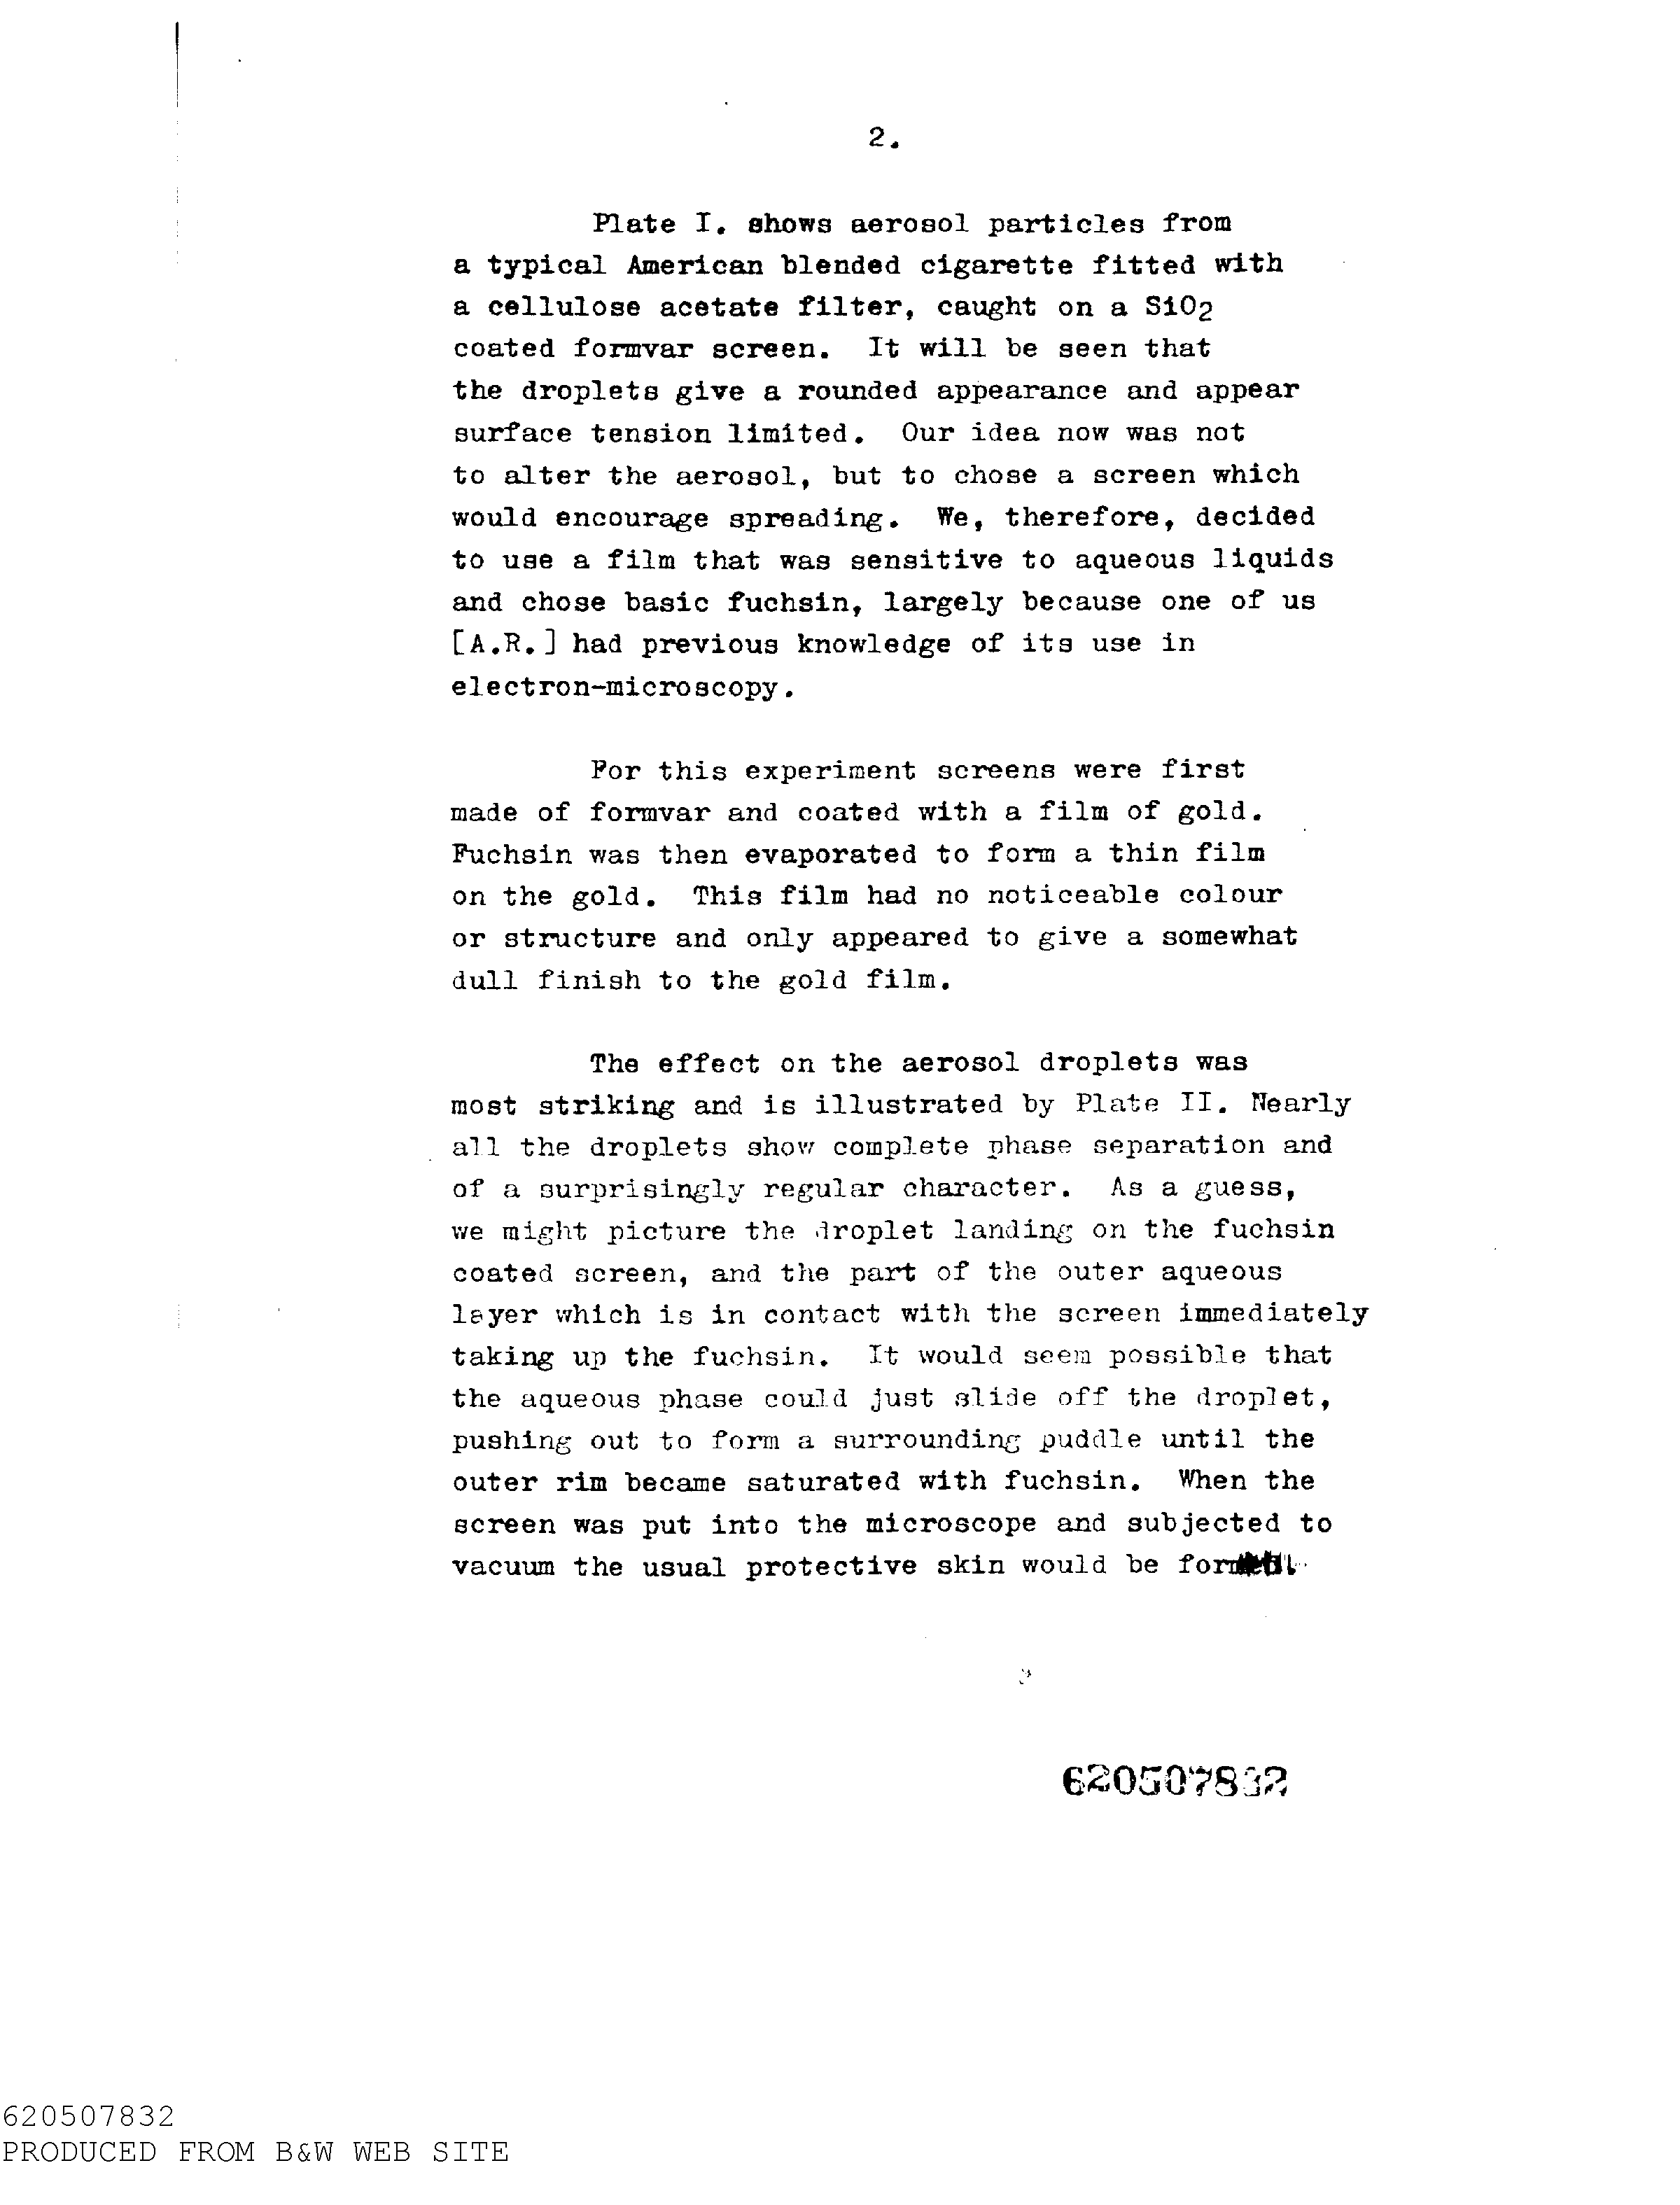 2.
Plate I. shows aerosol particles from
a typical American blended cigarette fitted with
a cellulose acetate filter, caught on a SiO2
coated formvar screen. It will be seen that
the droplets give a rounded appearance and appear
surface tension limited. Our idea now was not
to alter the aerosol, but to chose a screen which
would encourage spreading. We, therefore, decided
to use a film that was sensitive to aqueous liquids
and chose basic fuchsin, largely because one of us
[A.R.] had previous knowledge of its use in
electron-microscopy.
For this experiment screens were first
made of formvar and coated with a film of gold.
Fuchsin was then evaporated to form a thin film
on the gold. This film had no noticeable colour
or structure and only appeared to give a somewhat
dull finish to the gold film.
The effect on the aerosol droplets was
most striking and is illustrated by Plate II. Nearly
all the droplets show complete phase separation and
of a surprisingly regular character. As a guess,
we might picture the droplet landing on the fuchsin
coated screen, and the part of the outer aqueous
layer which is in contact with the screen immediately
taking up the fuchsin. It would seem possible that
the aqueous phase could just slide off the droplet,
pushing out to form a surrounding puddle until the
outer rim became saturated with fuchsin. When the
screen was put into the microscope and subjected to
vacuum the usual protective skin would be formed
620507832
620507832
PRODUCED FROM B&W WEB SITE